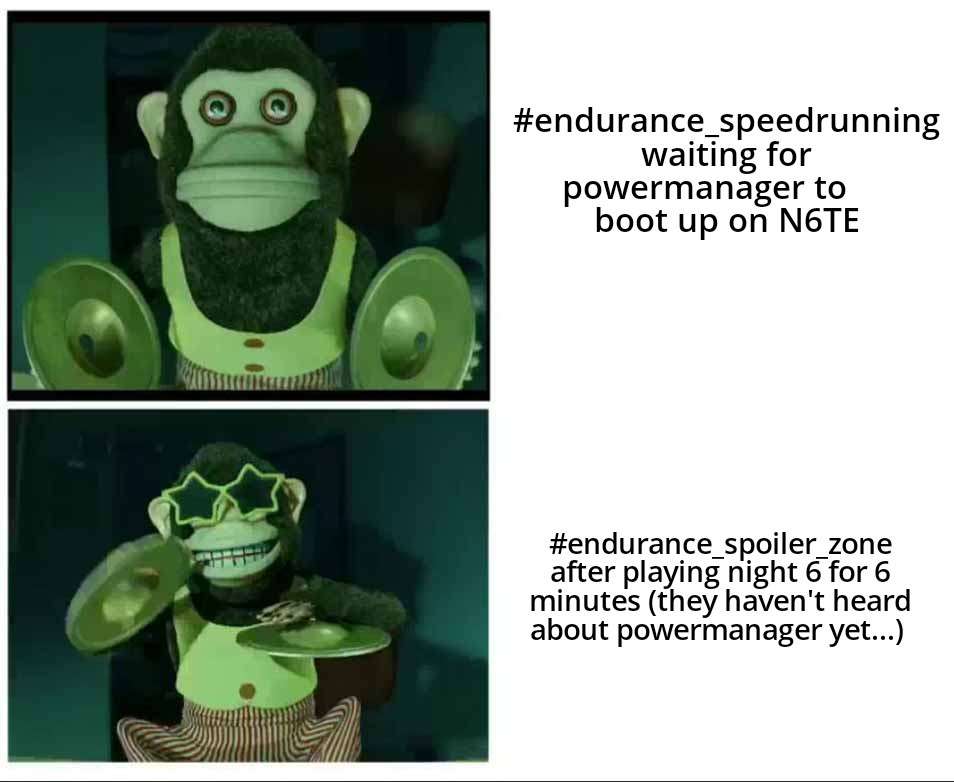 #endurance_speedrunning
waiting for
powermanager to
boot up on N6TE
#endurance_spoiler_zone
after playing night 6 for 6
minutes (they haven't heard
about powermanager yet...)